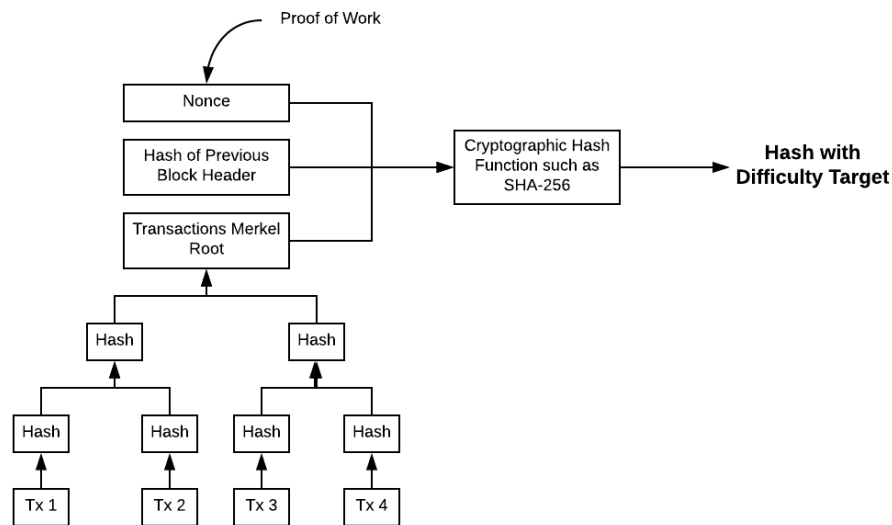 Proof of Work
Nonce
Hash of Previous
Block Header
Cryptographic Hash
Function such as
SHA-256
Hash with
Difficulty Target
Transactions Merkel
Root
Hash
Hash
Hash
Hash
Hash
Hash
Tx 1
Tx 2
Tx 3
Tx 4